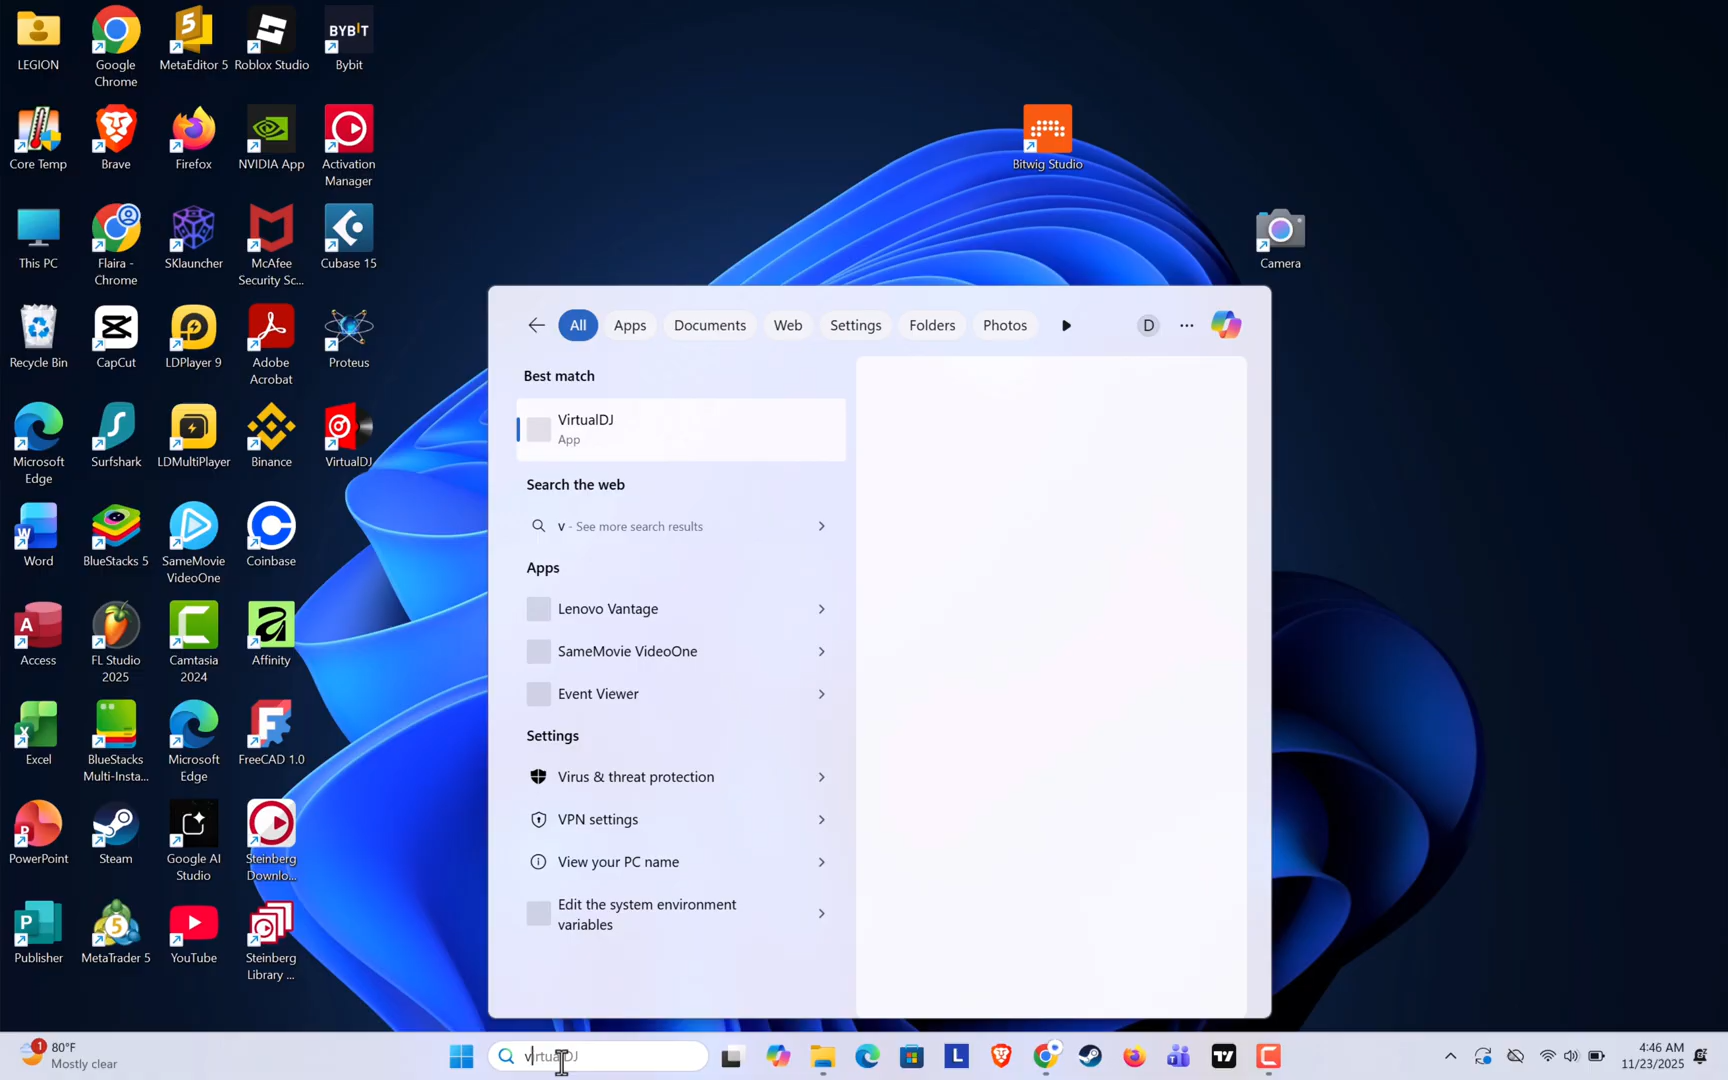 LEGION
Google
Chrome
MetaEditor 5
Roblox Studio
BYBIT
Bybit
Core Temp
Brave
Firefox
NVIDIA App
Activation
Manager
This PC
Flaira -
Chrome
SKlauncher
McAfee
Security Sc...
Cubase 15
Recycle Bin
CapCut
LDPlayer 9
Adobe
Acrobat
Proteus
Microsoft
Edge
Surfshark
LDMultiPlayer
Binance
VirtualDJ
Word
BlueStacks 5
SameMovie
VideoOne
Coinbase
Access
FL Studio
2025
Camtasia
2024
Affinity
Excel
BlueStacks
Multi-Insta...
Microsoft
Edge
FreeCAD 1.0
PowerPoint
Steam
Google AI
Studio
Steinberg
Downlo...
Publisher
MetaTrader 5
YouTube
Steinberg
Library ...
Bitwig Studio
Camera
All
Apps
Documents
Web
Settings
Folders
Photos
D
Best match
VirtualDJ
App
Search the web
v - See more search results
Apps
Lenovo Vantage
SameMovie VideoOne
Event Viewer
Settings
Virus & threat protection
VPN settings
View your PC name
Edit the system environment
variables
1
80°F
Mostly clear
virtualDJ
L
4:46 AM
11/23/2025